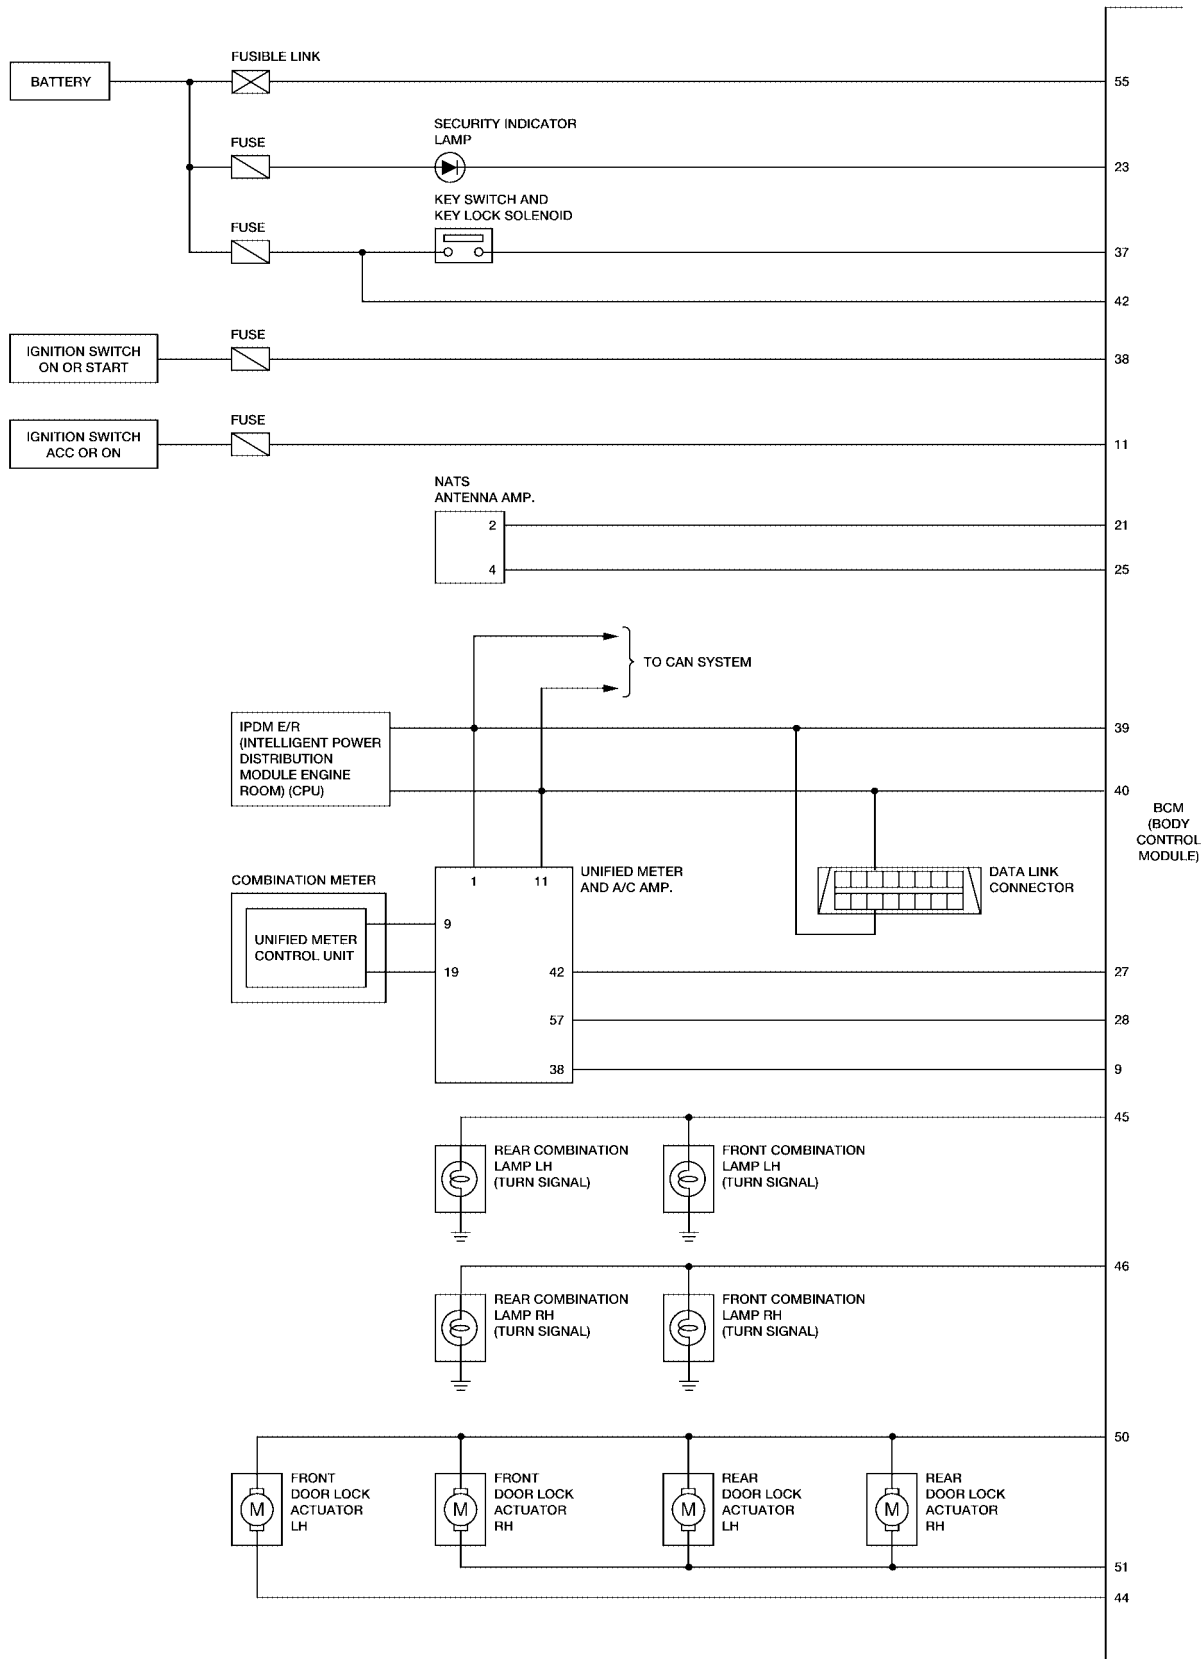 FUSIBLE LINK
BATTERY
55
FUSE
SECURITY INDICATOR
LAMP
23
FUSE
KEY SWITCH AND
KEY LOCK SOLENOID
37
42
FUSE
IGNITION SWITCH
ON OR START
38
FUSE
IGNITION SWITCH
ACC OR ON
11
NATS
ANTENNA AMP.
2
21
4
25
TO CAN SYSTEM
IPDM E/R
(INTELLIGENT POWER
DISTRIBUTION
MODULE ENGINE
ROOM) (CPU)
39
40
BCM
(BODY
CONTROL
MODULE)
COMBINATION METER
UNIFIED METER
CONTROL UNIT
1
11
UNIFIED METER
AND A/C AMP.
DATA LINK
CONNECTOR
9
19
42
27
57
28
38
9
45
REAR COMBINATION
LAMP LH
(TURN SIGNAL)
FRONT COMBINATION
LAMP LH
(TURN SIGNAL)
46
REAR COMBINATION
LAMP RH
(TURN SIGNAL)
FRONT COMBINATION
LAMP RH
(TURN SIGNAL)
50
M
FRONT
DOOR LOCK
ACTUATOR
LH
M
FRONT
DOOR LOCK
ACTUATOR
RH
M
REAR
DOOR LOCK
ACTUATOR
LH
M
REAR
DOOR LOCK
ACTUATOR
RH
51
44